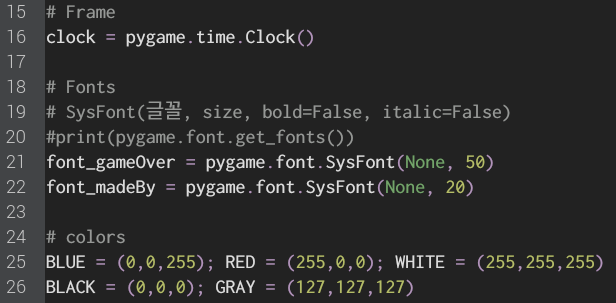 15 # Frame
16 clock = pygame.time.Clock()
17
18 # Fonts
19 # SysFont(글꼴, size, bold=False, italic=False)
20 #print(pygame.font.get_fonts())
21 font_gameOver = pygame.font.SysFont(None, 50)
22 font_madeBy = pygame.font.SysFont(None, 20)
23
24 # colors
25 BLUE = (0,0,255); RED = (255,0,0); WHITE = (255,255,255)
26 BLACK = (0,0,0); GRAY = (127,127,127)